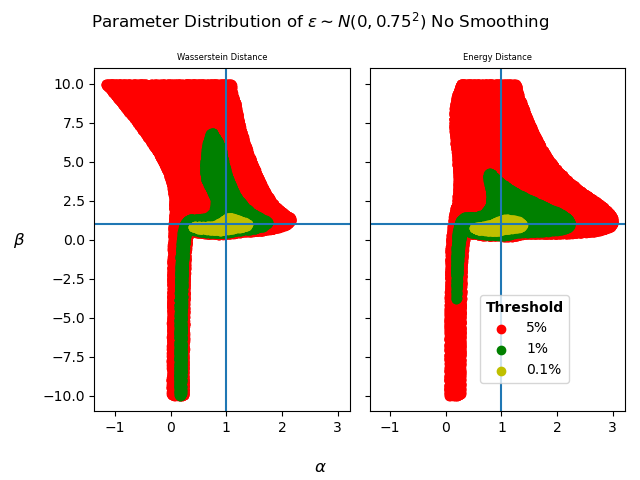 Parameter Distribution of ε ∼ N(0, 0.75²) No Smoothing
Wasserstein Distance
Energy Distance
10.0
7.5
5.0
2.5
0.0
−2.5
−5.0
−7.5
−10.0
β
Threshold
5%
1%
0.1%
−1 0 1 2 3
−1 0 1 2 3
α